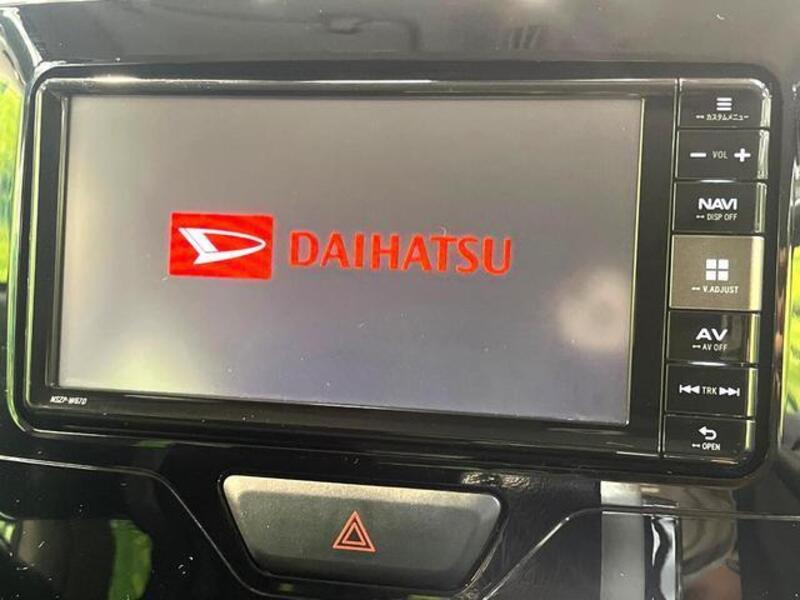 カスタムメニュー
VOL
NAVI
DISP OFF
DAIHATSU
V.ADJUST
AV
AV OFF
TRK
NSZP-W67D
OPEN